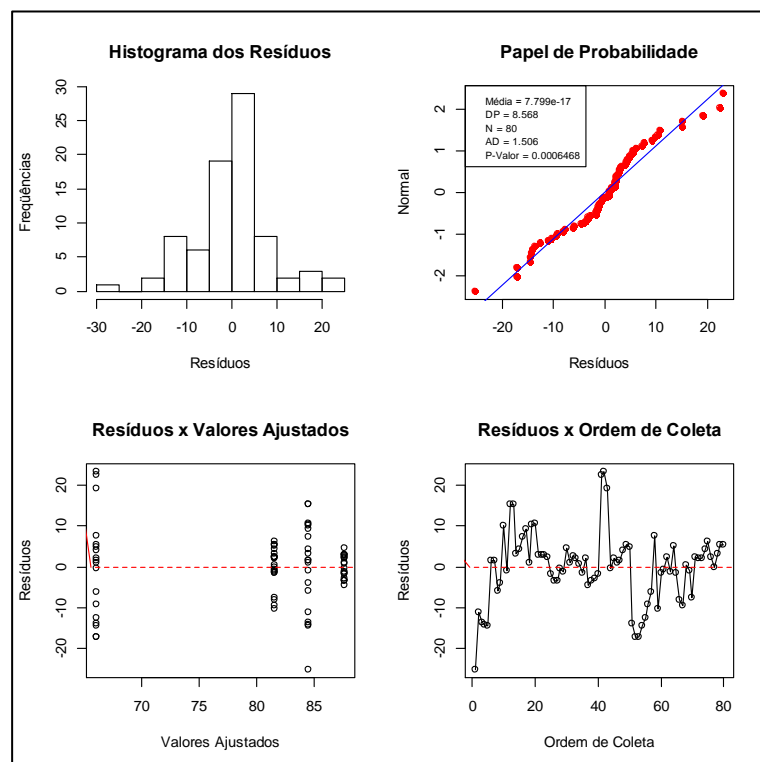 Histograma dos Resíduos
Freqüências
0 5 10 20 30
-30 -20 -10 0 10 20
Resíduos
Papel de Probabilidade
Média = 7.799e-17
DP = 8.568
N = 80
AD = 1.506
P-Valor = 0.0006468
Normal
-2 -1 0 1 2
-20 -10 0 10 20
Resíduos
Resíduos x Valores Ajustados
Resíduos
-20 -10 0 10 20
70 75 80 85
Valores Ajustados
Resíduos x Ordem de Coleta
Resíduos
-20 -10 0 10 20
0 20 40 60 80
Ordem de Coleta